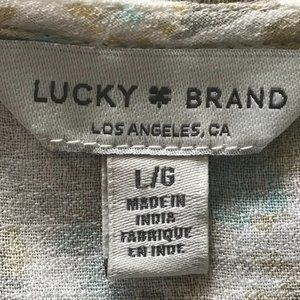 LUCKY BRAND
LOS ANGELES, CA
L/G
MADE IN
INDIA
FABRIQUE
EN INDE